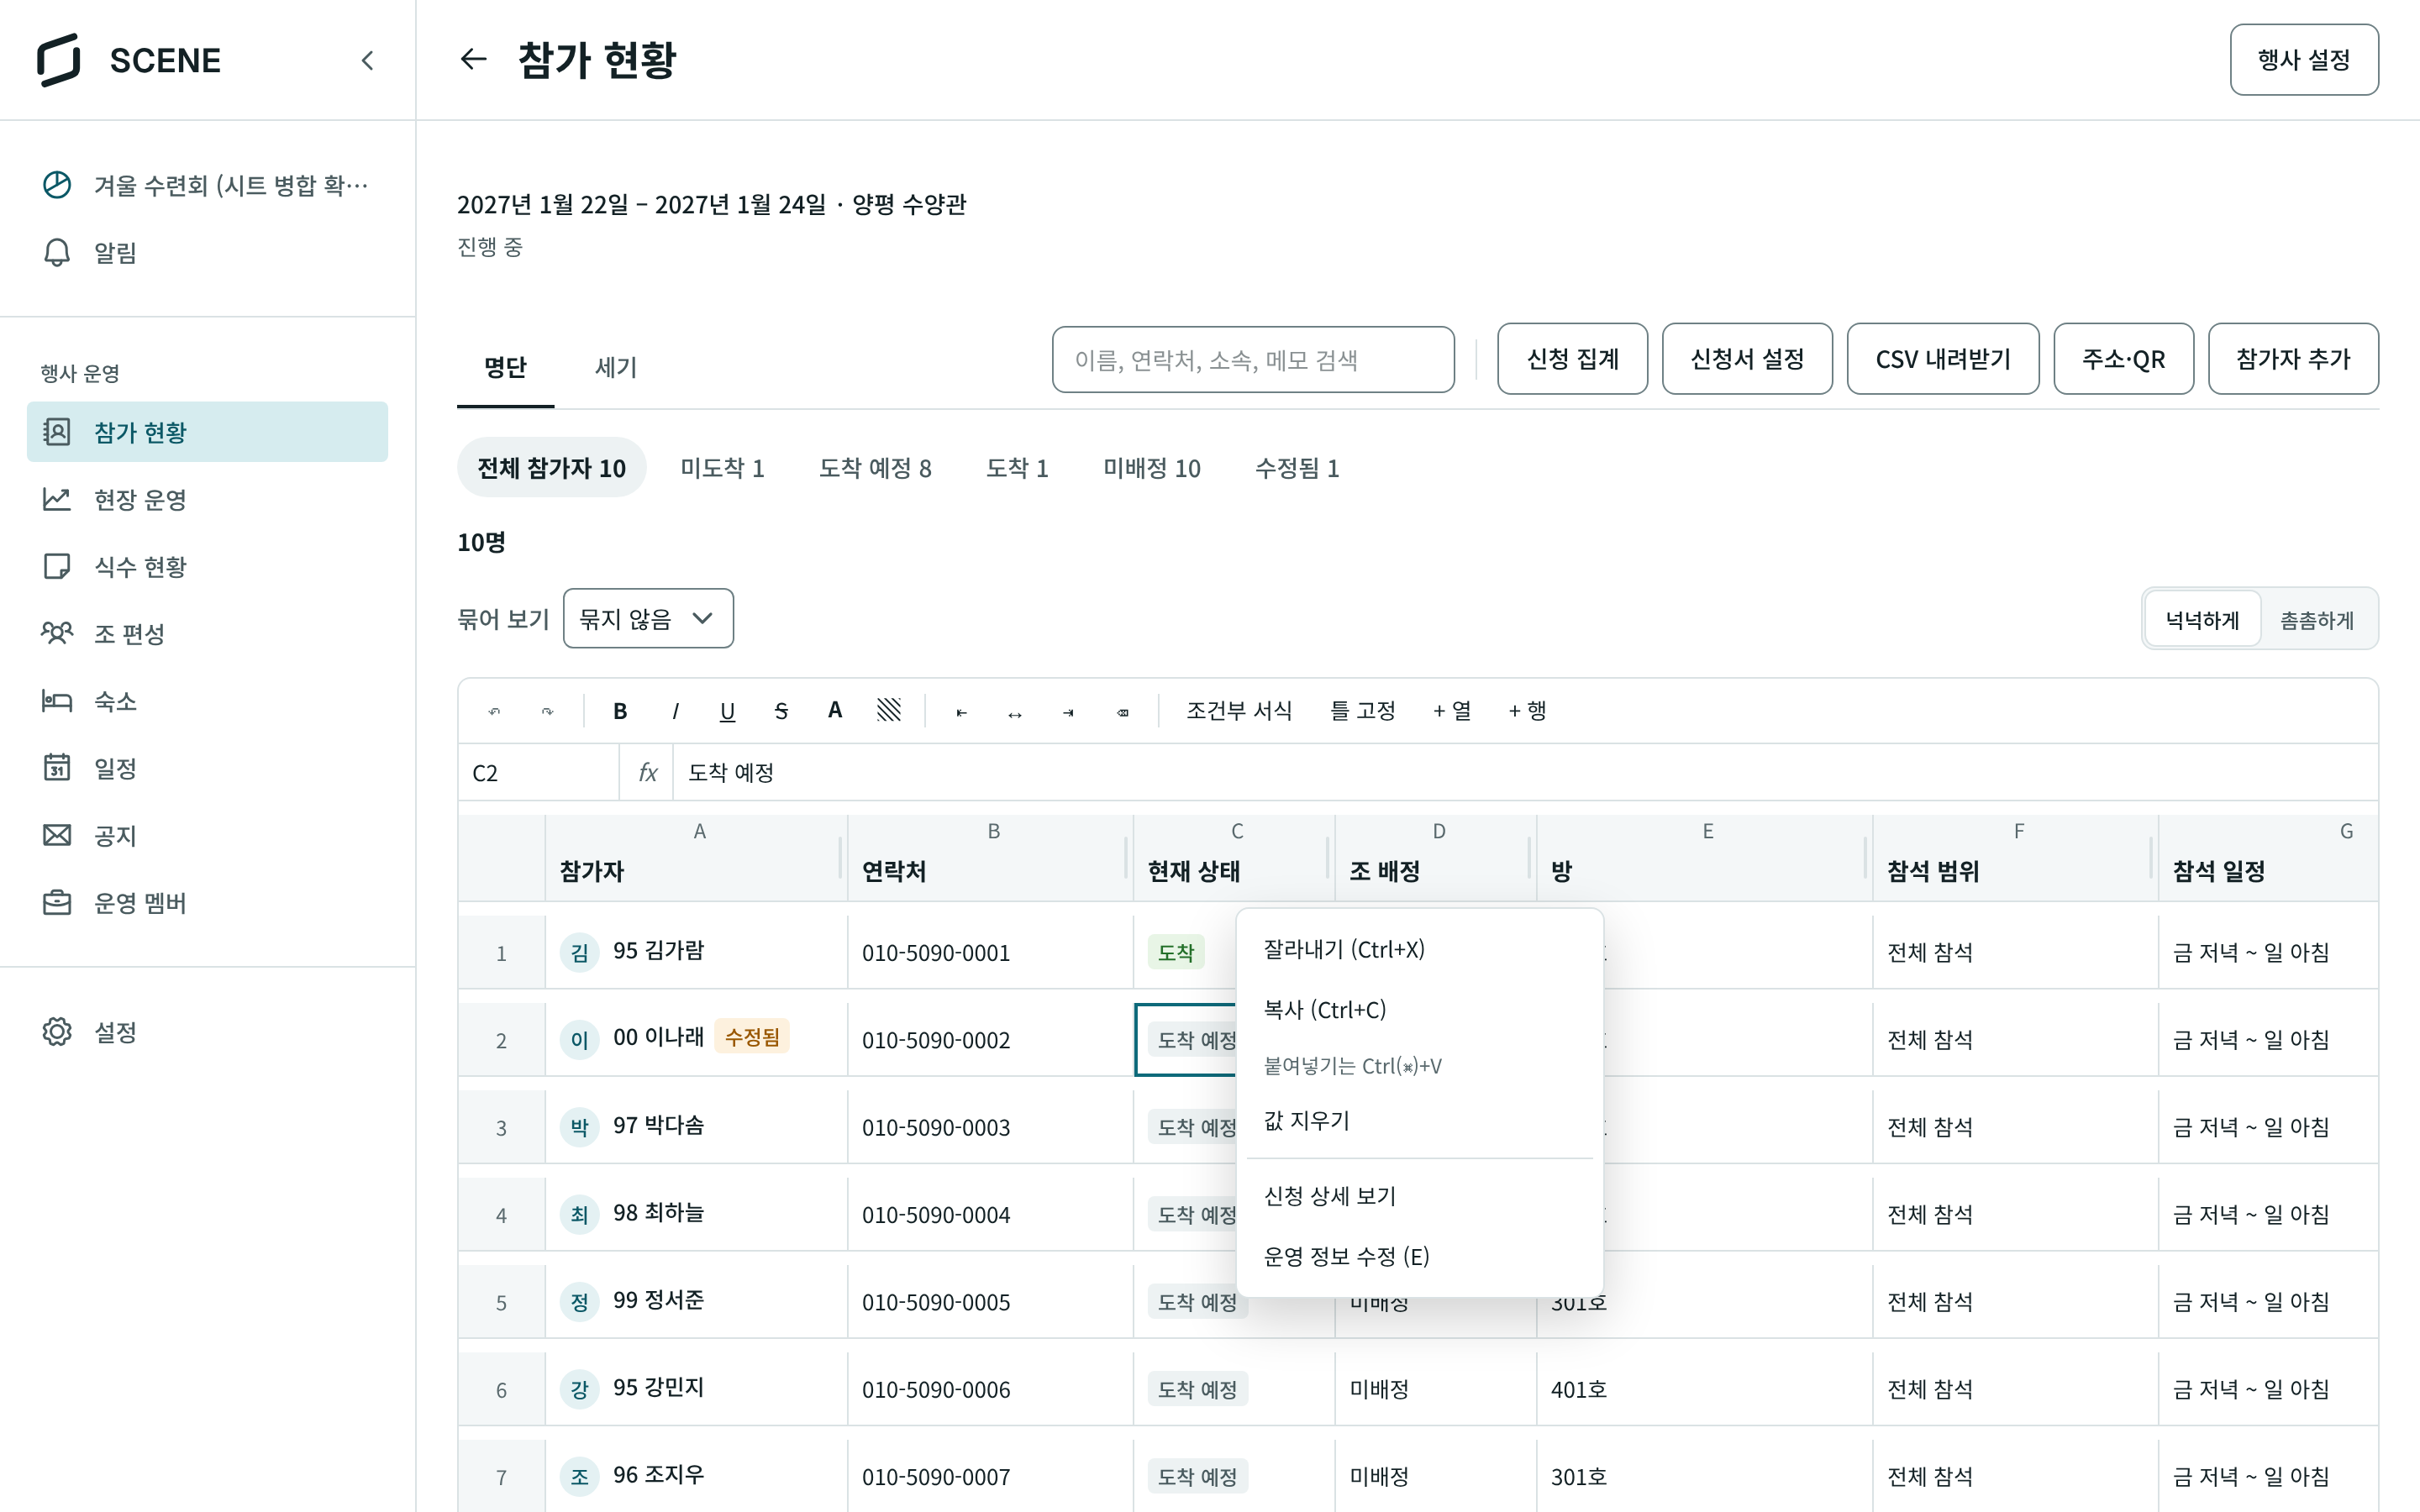 SCENE
참가 현황
행사 설정
겨울 수련회 (시트 병합 확…
알림
행사 운영
참가 현황
현장 운영
식수 현황
조 편성
숙소
일정
공지
운영 멤버
설정
2027년 1월 22일 – 2027년 1월 24일 · 양평 수양관
진행 중
명단 세기
이름, 연락처, 소속, 메모 검색
신청 집계 신청서 설정 CSV 내려받기 주소·QR 참가자 추가
전체 참가자 10 미도착 1 도착 예정 8 도착 1 미배정 10 수정됨 1
10명
묶어 보기 묶지 않음
넉넉하게 촘촘하게
B I U S A 조건부 서식 틀 고정 + 열 + 행
C2 fx 도착 예정
A B C D E F G
참가자 연락처 현재 상태 조 배정 방 참석 범위 참석 일정
1 김 95 김가람 010-5090-0001 도착 전체 참석 금 저녁 ~ 일 아침
2 이 00 이나래 수정됨 010-5090-0002 도착 예정 전체 참석 금 저녁 ~ 일 아침
3 박 97 박다솜 010-5090-0003 도착 예정 전체 참석 금 저녁 ~ 일 아침
4 최 98 최하늘 010-5090-0004 도착 예정 전체 참석 금 저녁 ~ 일 아침
5 정 99 정서준 010-5090-0005 도착 예정 미배정 301호 전체 참석 금 저녁 ~ 일 아침
6 강 95 강민지 010-5090-0006 도착 예정 미배정 401호 전체 참석 금 저녁 ~ 일 아침
7 조 96 조지우 010-5090-0007 도착 예정 미배정 301호 전체 참석 금 저녁 ~ 일 아침
잘라내기 (Ctrl+X)
복사 (Ctrl+C)
붙여넣기는 Ctrl(⌘)+V
값 지우기
신청 상세 보기
운영 정보 수정 (E)